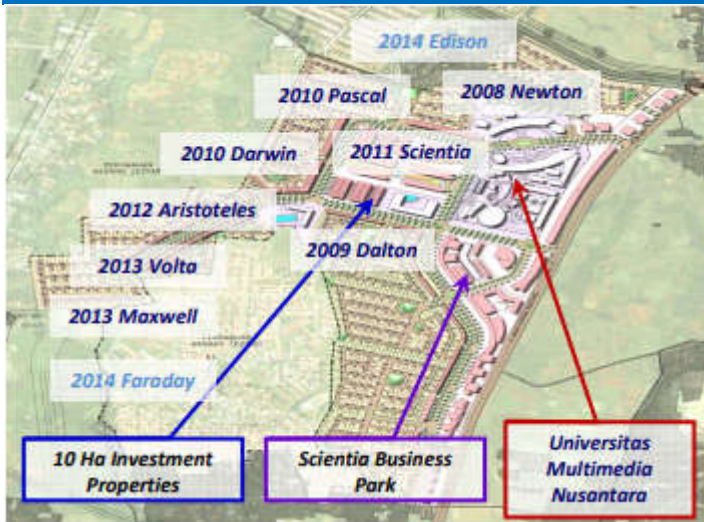 2014 Edison
2010 Pascal
2008 Newton
2010 Darwin
2011 Scientia
2012 Aristoteles
2009 Dalton
2013 Volta
2013 Maxwell
2014 Faraday
10 Ha Investment
Properties
Scientia Business
Park
Universitas
Multimedia
Nusantara